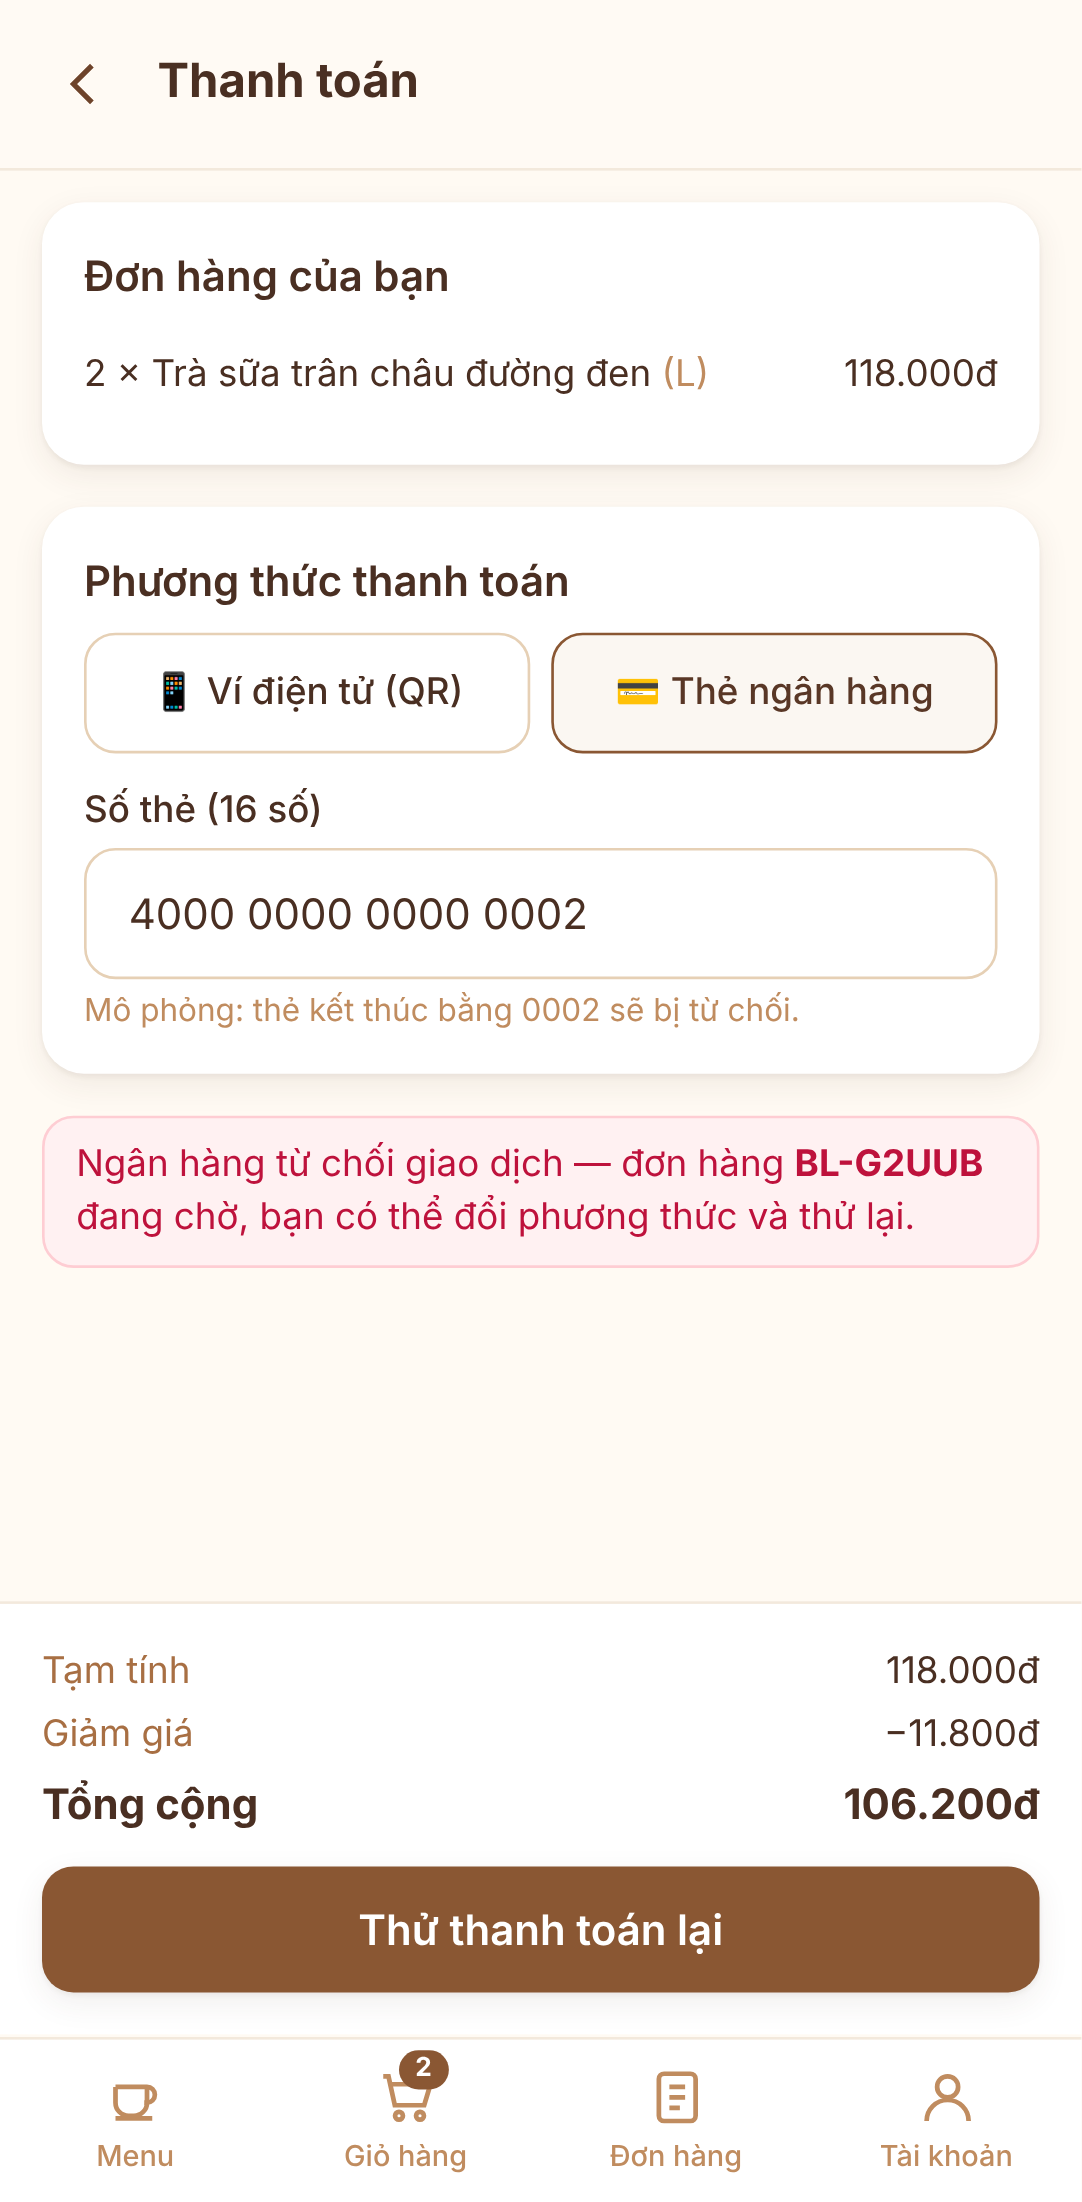 Thanh toán
Đơn hàng của bạn
2 × Trà sữa trân châu đường đen (L) 118.000đ
Phương thức thanh toán
Ví điện tử (QR) Thẻ ngân hàng
Số thẻ (16 số)
4000 0000 0000 0002
Mô phỏng: thẻ kết thúc bằng 0002 sẽ bị từ chối.
Ngân hàng từ chối giao dịch — đơn hàng BL-G2UUB
đang chờ, bạn có thể đổi phương thức và thử lại.
Tạm tính 118.000đ
Giảm giá −11.800đ
Tổng cộng 106.200đ
Thử thanh toán lại
2
Menu Giỏ hàng Đơn hàng Tài khoản